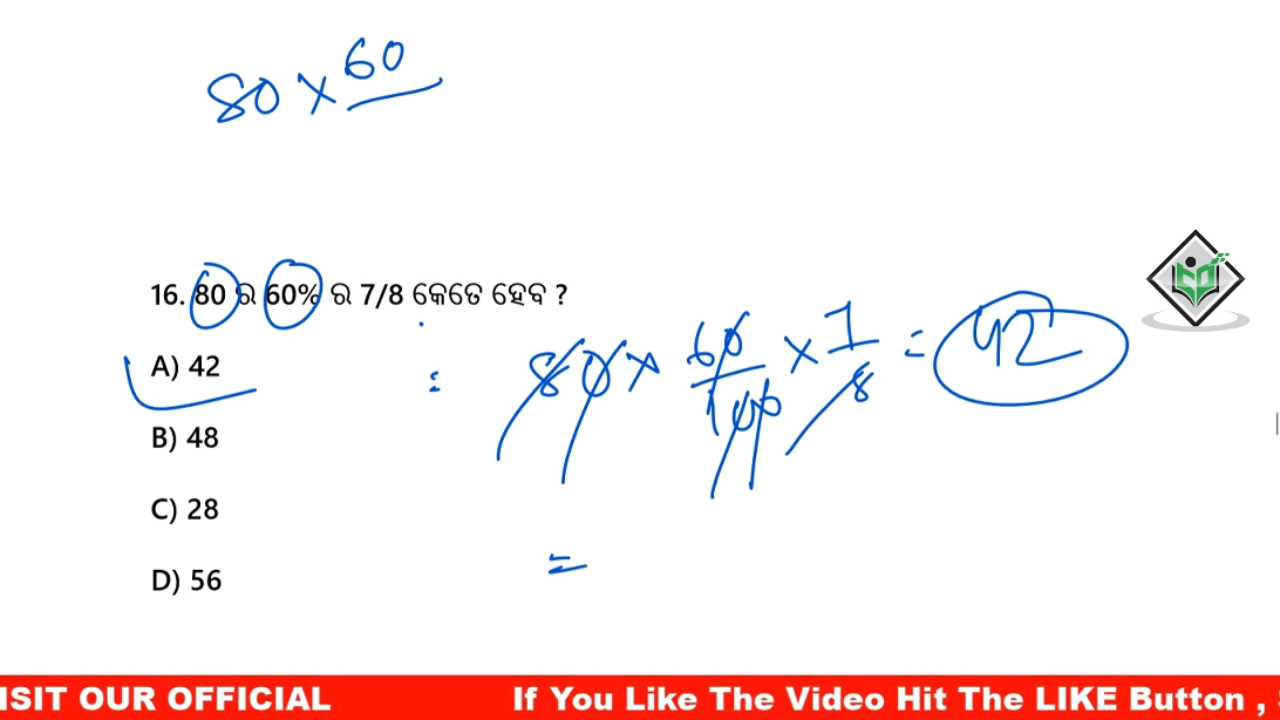 80 × 60
16. 80 ର 60% ର 7/8 କେତେ ହେବ ?
A) 42
: 80 × 60/100 × 7/8 = 42
B) 48
C) 28
=
D) 56
ISIT OUR OFFICIAL If You Like The Video Hit The LIKE Button ,